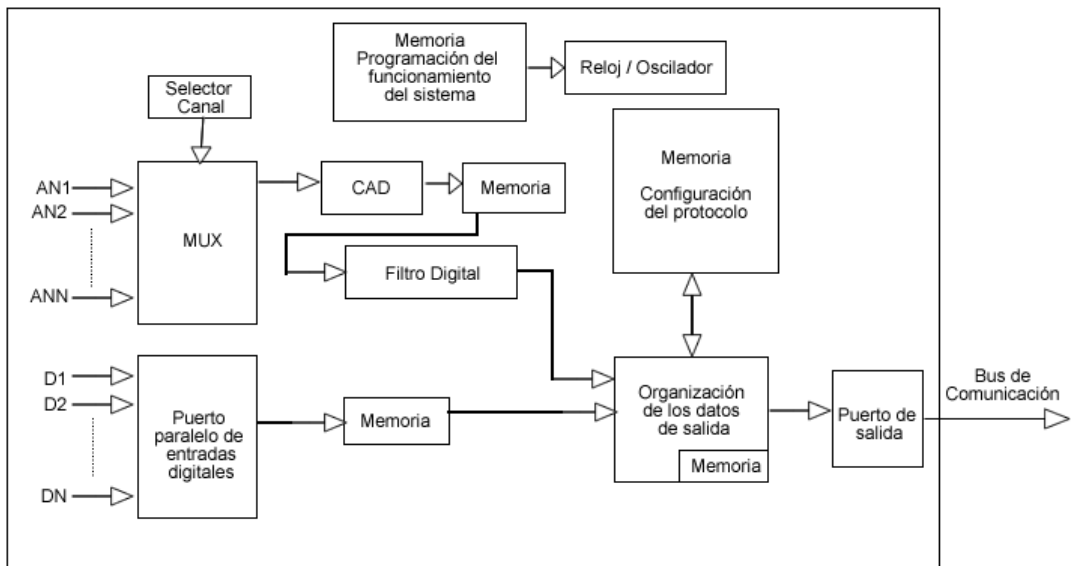 Memoria
Programación del
funcionamiento
del sistema
Reloj / Oscilador
Selector
Canal
Memoria
Configuración
del protocolo
AN1
AN2
ANN
MUX
CAD
Memoria
Filtro Digital
D1
D2
DN
Puerto
paralelo de
entradas
digitales
Memoria
Organización
de los datos
de salida
Memoria
Puerto de
salida
Bus de
Comunicación